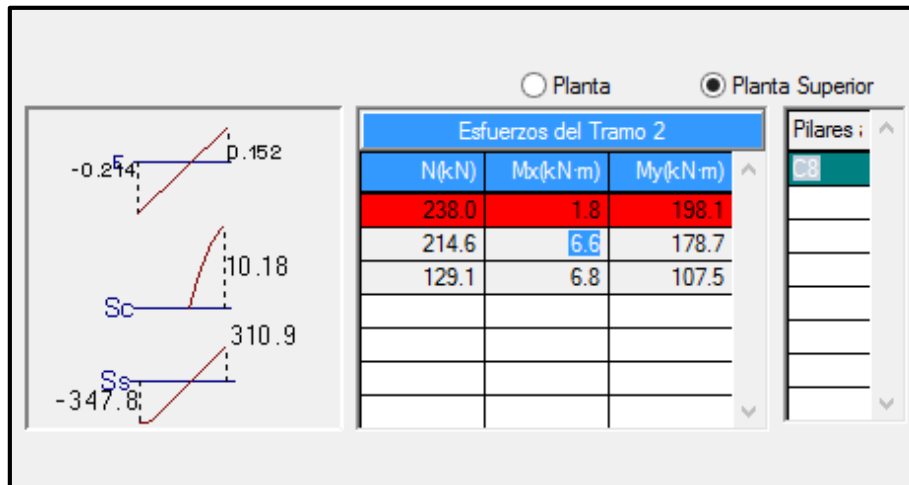 Planta
Planta Superior
Esfuerzos del Tramo 2
N(kN) Mx(kN·m) My(kN·m)
238.0 1.8 198.1
214.6 6.6 178.7
129.1 6.8 107.5
Pilares
C8
0.152
10.18
Sc
310.9
Ss
-347.8